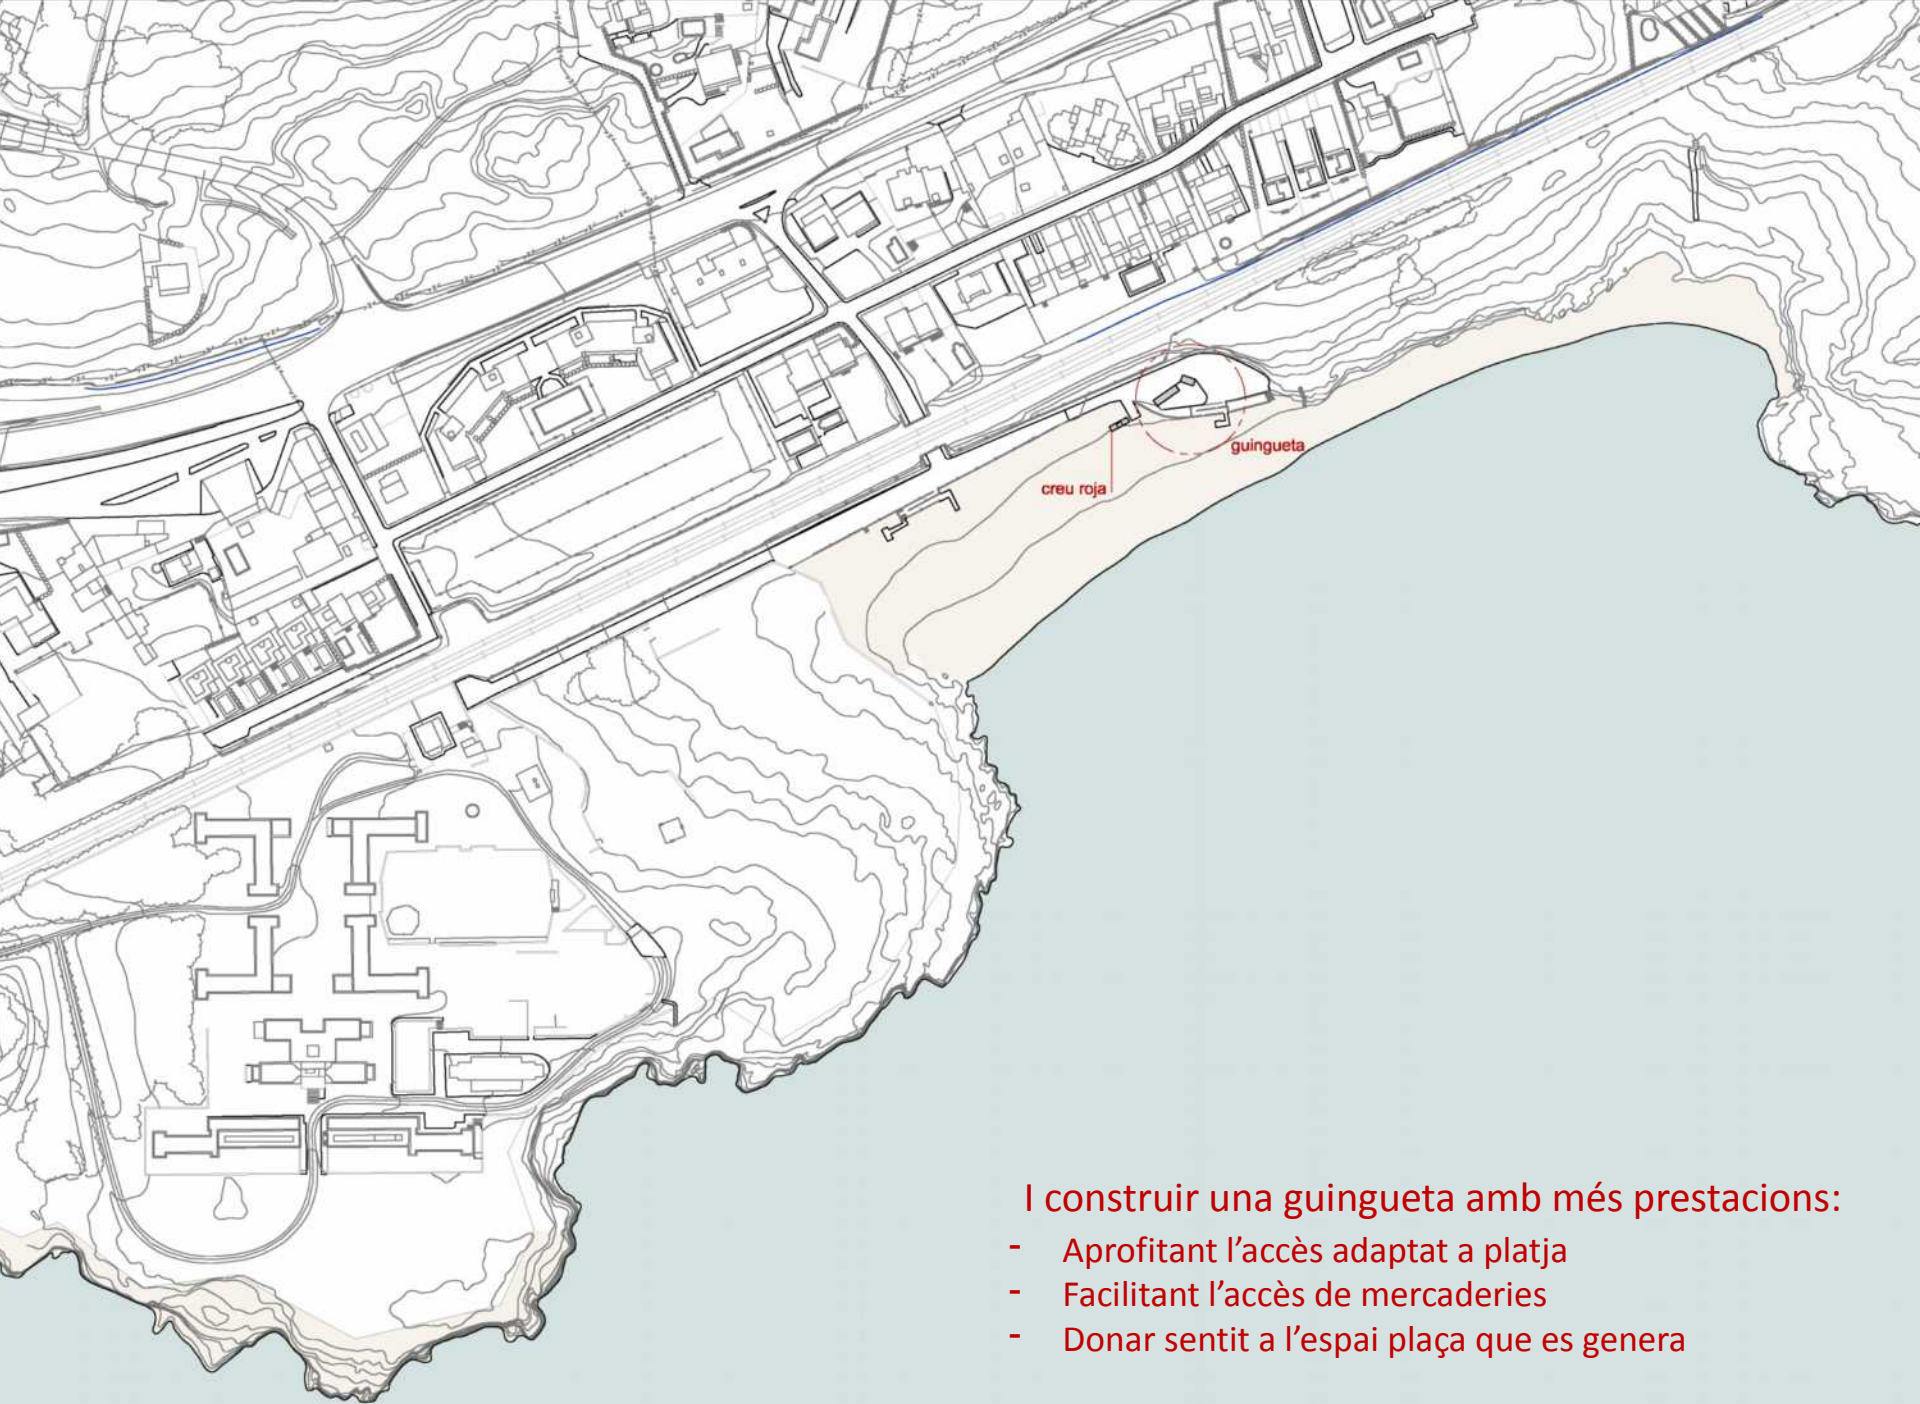 guingueta
creu roja
I construir una guingueta amb més prestacions:
- Aprofitant l’accès adaptat a platja
- Facilitant l’accès de mercaderies
- Donar sentit a l’espai plaça que es genera